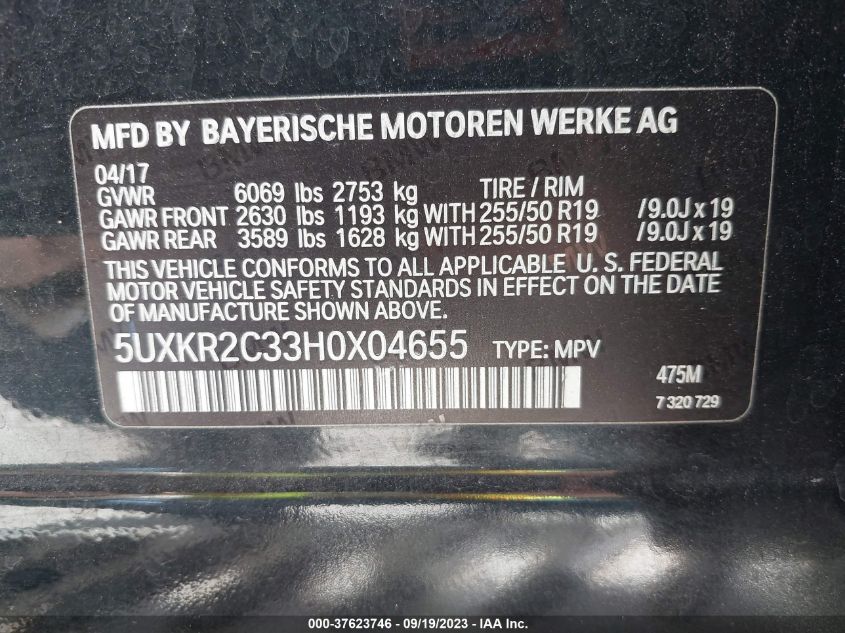 MFD BY BAYERISCHE MOTOREN WERKE AG
04/17
GVWR 6069 lbs 2753 kg TIRE / RIM
GAWR FRONT 2630 lbs 1193 kg WITH 255/50 R19 /9.0J x 19
GAWR REAR 3589 lbs 1628 kg WITH 255/50 R19 /9.0J x 19
THIS VEHICLE CONFORMS TO ALL APPLICABLE U. S. FEDERAL
MOTOR VEHICLE SAFETY STANDARDS IN EFFECT ON THE DATE
OF MANUFACTURE SHOWN ABOVE.
5UXKR2C33H0X04655 TYPE: MPV
475M
7 320 729
000-37623746 - 09/19/2023 - IAA Inc.